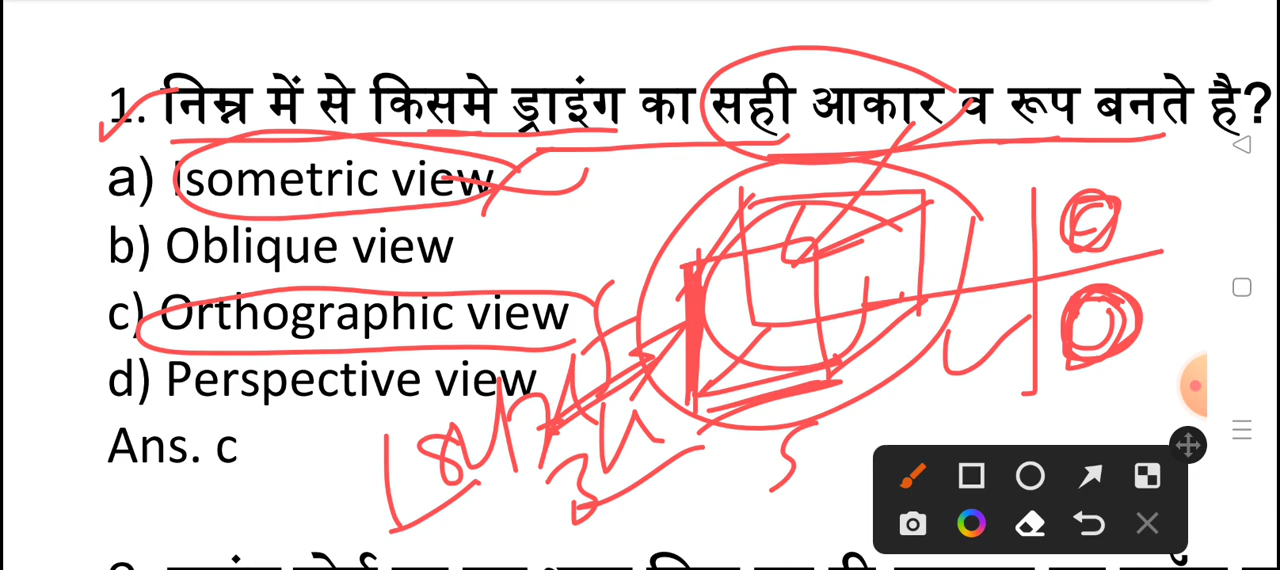 1. निम्न में से किसमे ड्राइंग का सही आकार व रूप बनते है?
a) Isometric view
b) Oblique view
c) Orthographic view
d) Perspective view
Ans. c